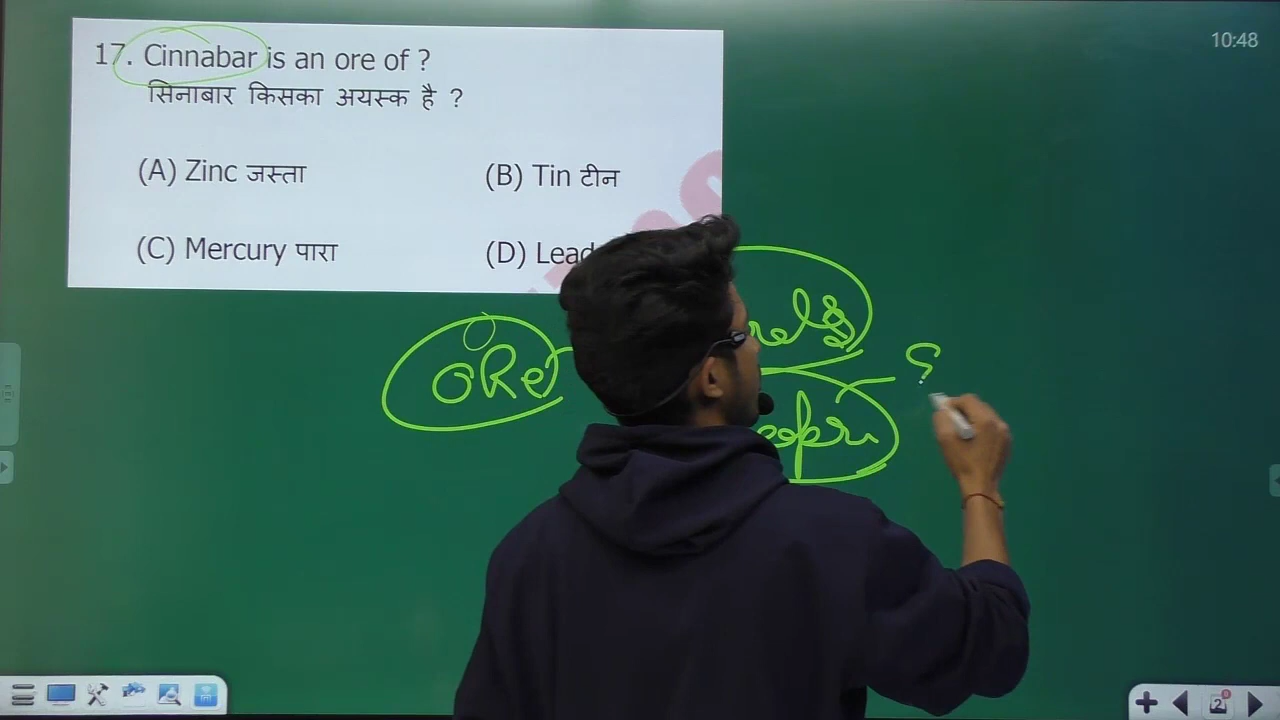 10:48
17. Cinnabar is an ore of ?
सिनाबार किसका अयस्क है ?
(A) Zinc जस्ता
(B) Tin टीन
(C) Mercury पारा
(D) Lead
ORe